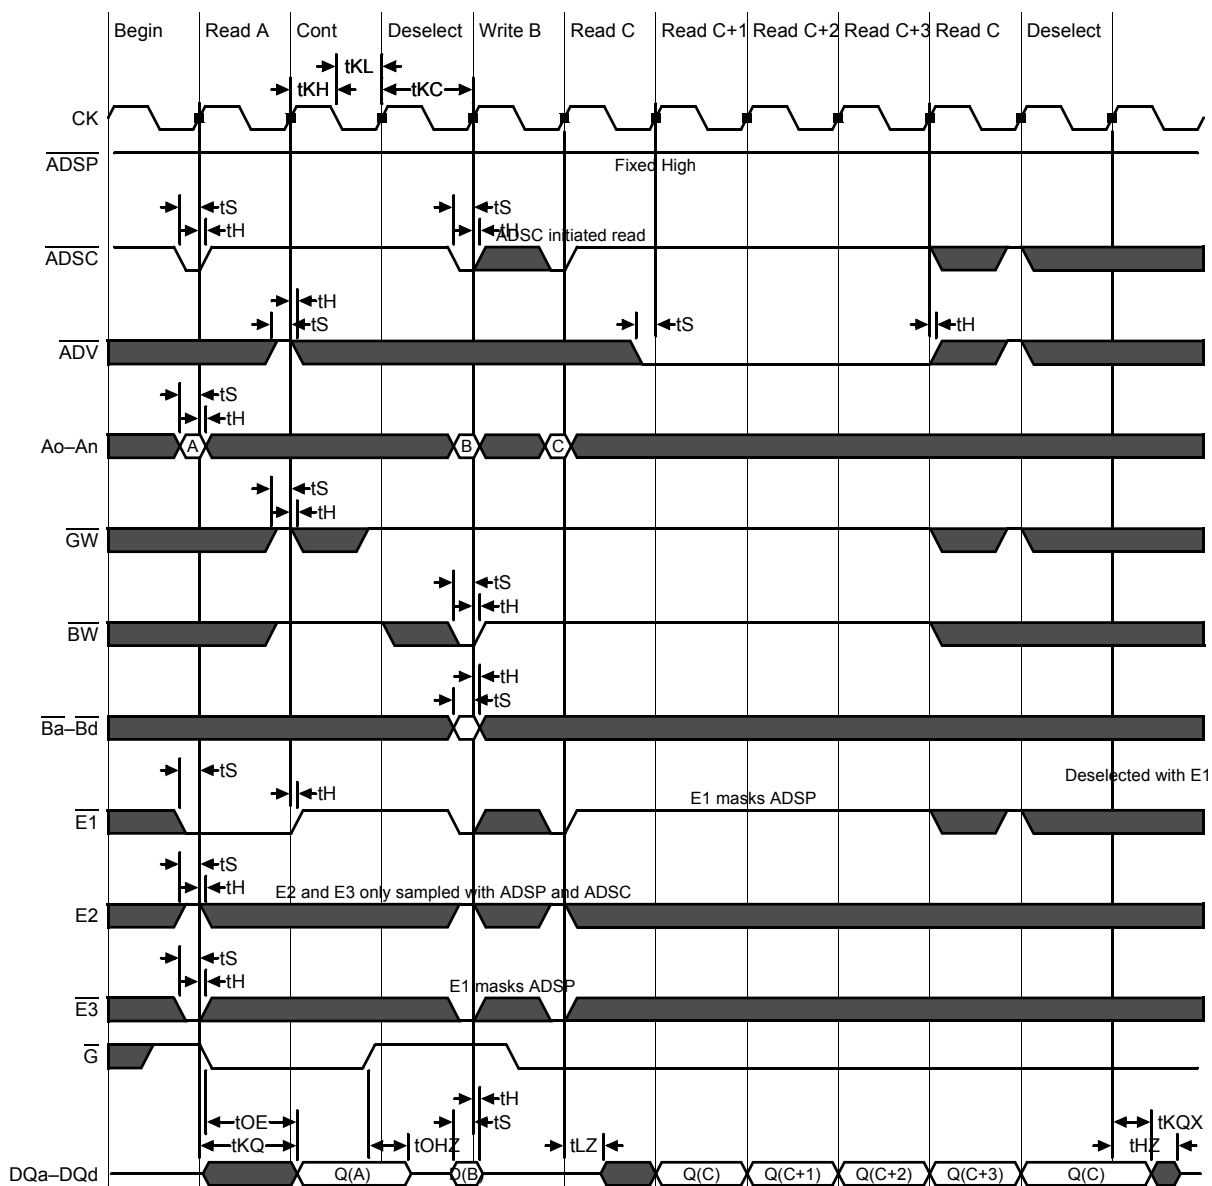 Begin Read A Cont Deselect Write B Read C Read C+1 Read C+2 Read C+3 Read C Deselect
tKL
tKH tKC
CK
ADSP Fixed High
tS tS
tH tH
ADSC initiated read
ADSC
tH
tS tS tH
ADV
tS
tH
Ao–An A B C
tS
tH
GW
tS
tH
BW
tH
tS
Ba–Bd
tS Deselected with E1
tH E1 masks ADSP
E1
tS
tH E2 and E3 only sampled with ADSP and ADSC
E2
tS
tH E1 masks ADSP
E3
G
tH
tOE tS tKQX
tKQ tOHZ tLZ tHZ
DQa–DQd Q(A) D(B) Q(C) Q(C+1) Q(C+2) Q(C+3) Q(C)